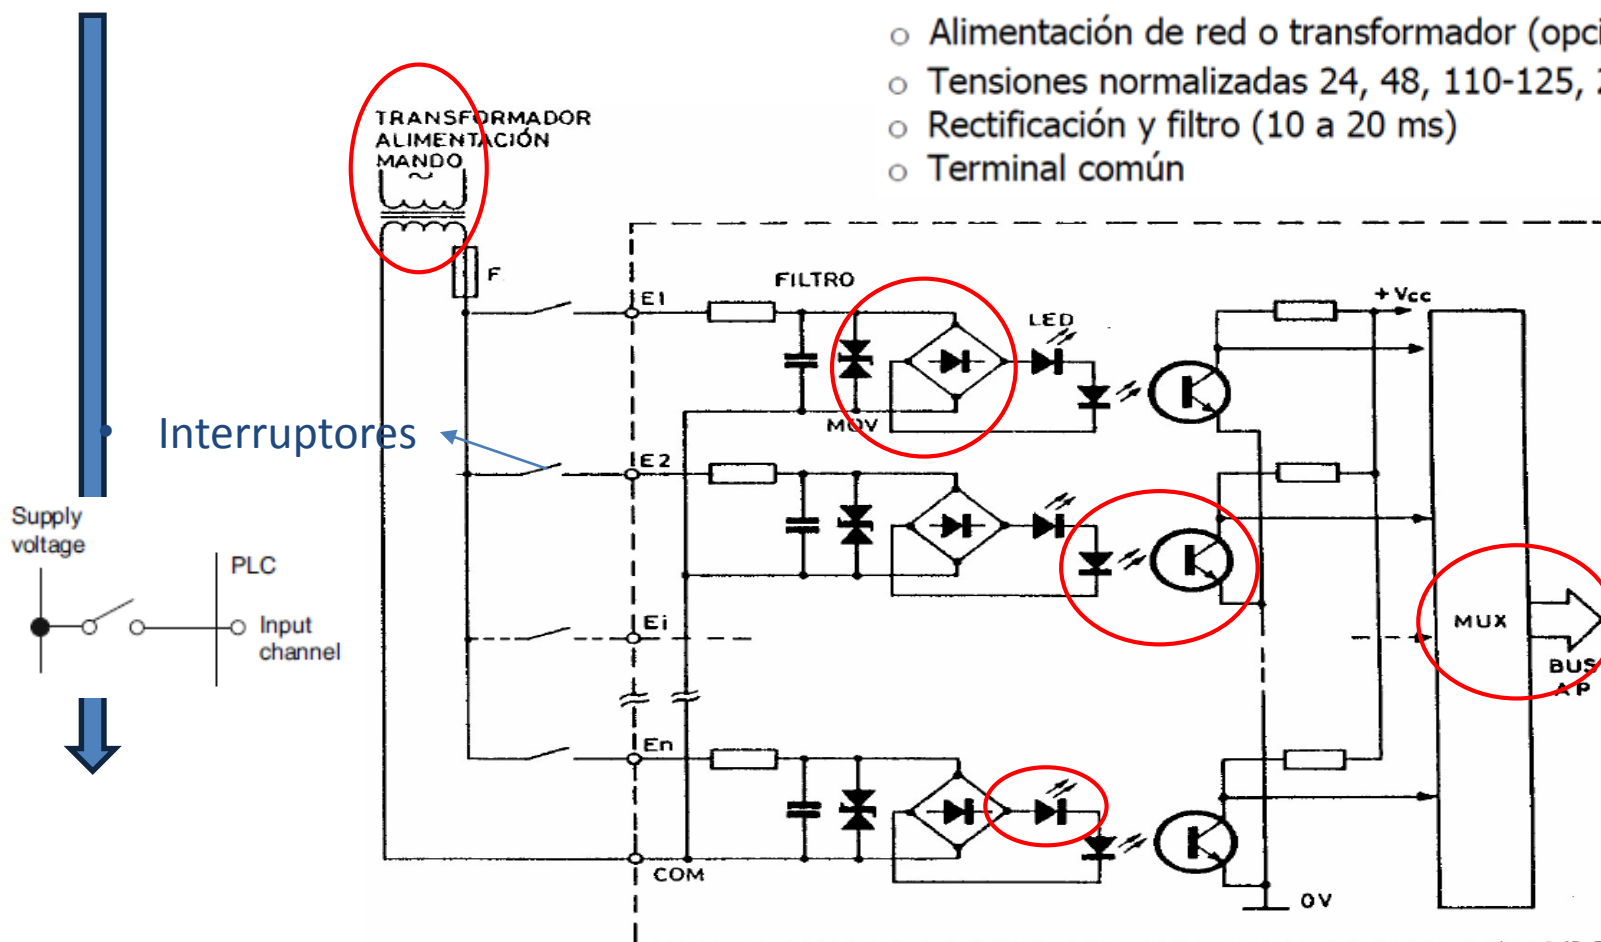 ○ Alimentación de red o transformador (opci
○ Tensiones normalizadas 24, 48, 110-125, 2
○ Rectificación y filtro (10 a 20 ms)
○ Terminal común
TRANSFORMADOR
ALIMENTACIÓN
MANDO
~
F
E1
FILTRO
LED
+ Vcc
MOV
• Interruptores
E2
Supply
voltage
PLC
Input
channel
Ei
MUX
BUS
AP
En
COM
0V